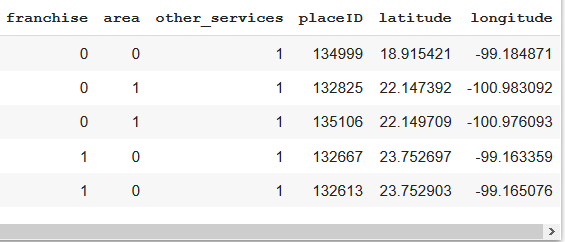 franchise area other_services placeID latitude longitude
0 0 1 134999 18.915421 -99.184871
0 1 1 132825 22.147392 -100.983092
0 1 1 135106 22.149709 -100.976093
1 0 1 132667 23.752697 -99.163359
1 0 1 132613 23.752903 -99.165076